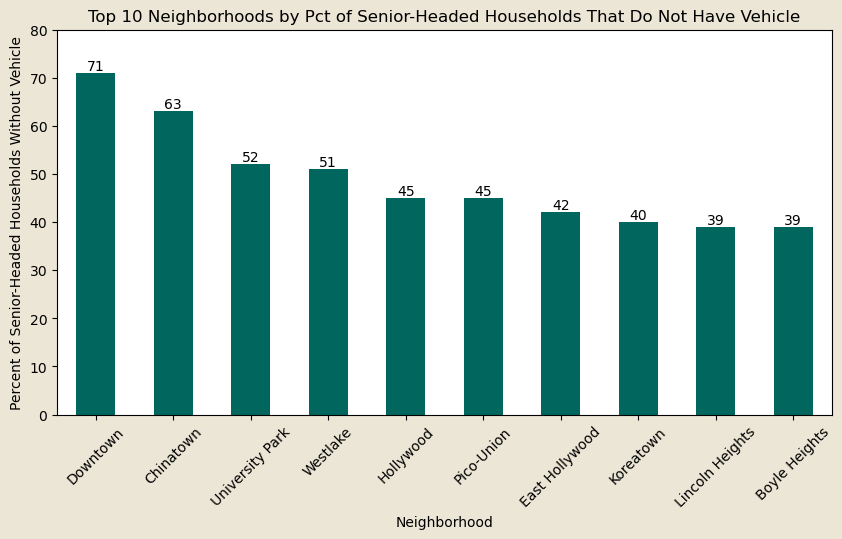 Top 10 Neighborhoods by Pct of Senior-Headed Households That Do Not Have Vehicle
Percent of Senior-Headed Households Without Vehicle
80
70
60
50
40
30
20
10
0
71
63
52
51
45
45
42
40
39
39
Downtown
Chinatown
University Park
Westlake
Hollywood
Pico-Union
East Hollywood
Koreatown
Lincoln Heights
Boyle Heights
Neighborhood